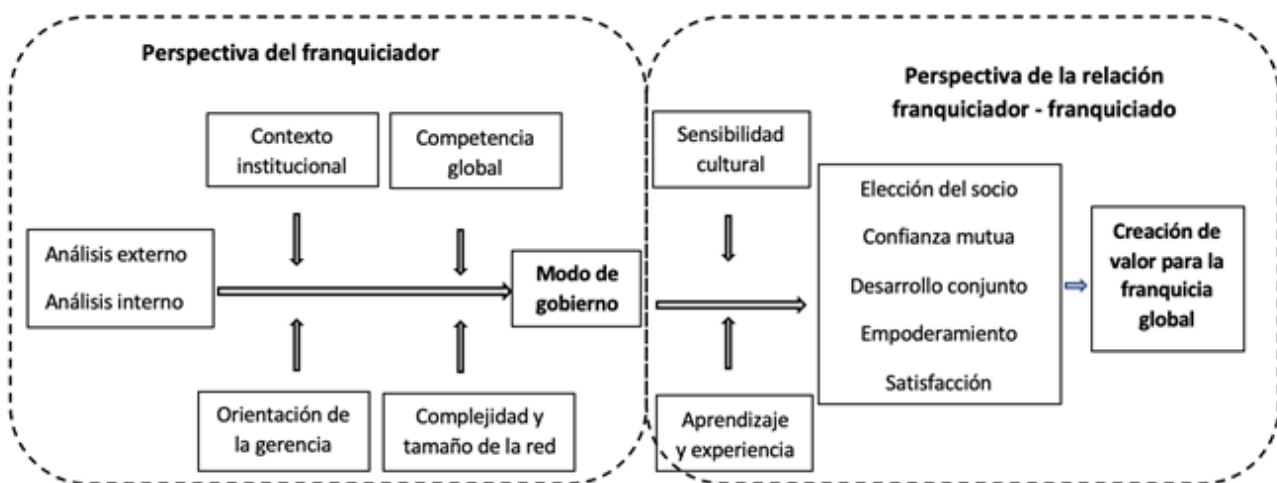 Perspectiva del franquiciador
Contexto
institucional
Competencia
global
Análisis externo
Análisis interno
Modo de
gobierno
Orientación de
la gerencia
Complejidad y
tamaño de la red
Perspectiva de la relación
franquiciador - franquiciado
Sensibilidad
cultural
Elección del socio
Confianza mutua
Desarrollo conjunto
Empoderamiento
Satisfacción
Creación de
valor para la
franquicia
global
Aprendizaje
y experiencia